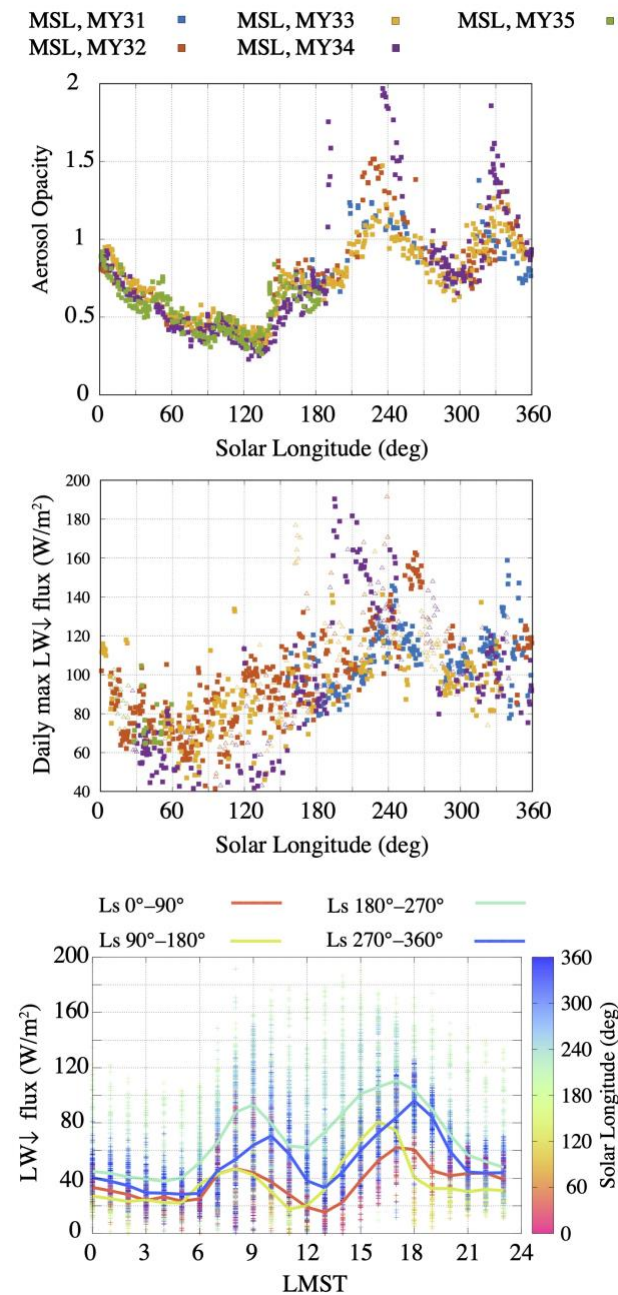 MSL, MY31 MSL, MY33 MSL, MY35
MSL, MY32 MSL, MY34
2
1.5
1
0.5
0
Aerosol Opacity
0 60 120 180 240 300 360
Solar Longitude (deg)
200
180
160
140
120
100
80
60
40
Daily max LW↓ flux (W/m²)
0 60 120 180 240 300 360
Solar Longitude (deg)
Ls 0°–90° Ls 180°–270°
Ls 90°–180° Ls 270°–360°
200
160
120
80
40
0
LW↓ flux (W/m²)
0 3 6 9 12 15 18 21 24
LMST
360
300
240
180
120
60
0
Solar Longitude (deg)